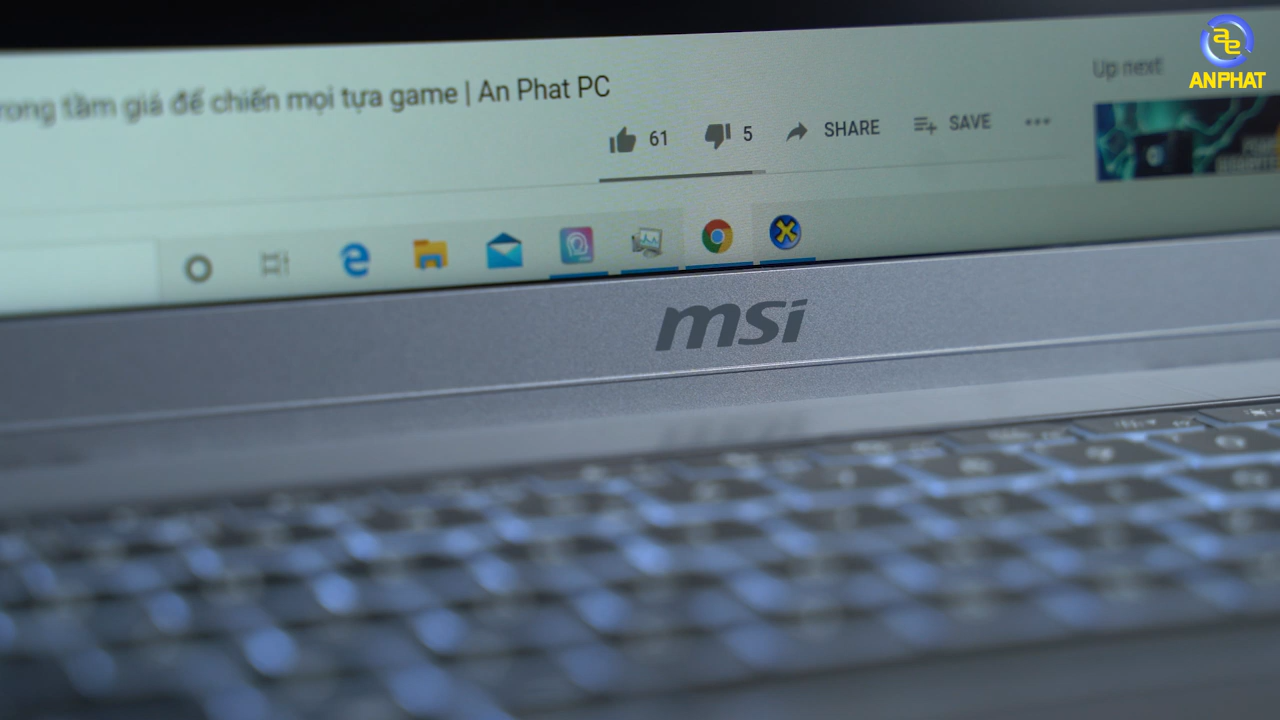 rong tầm giá để chiến mọi tựa game | An Phat PC
61 5 SHARE SAVE
Up next
ae
ANPHAT
msi